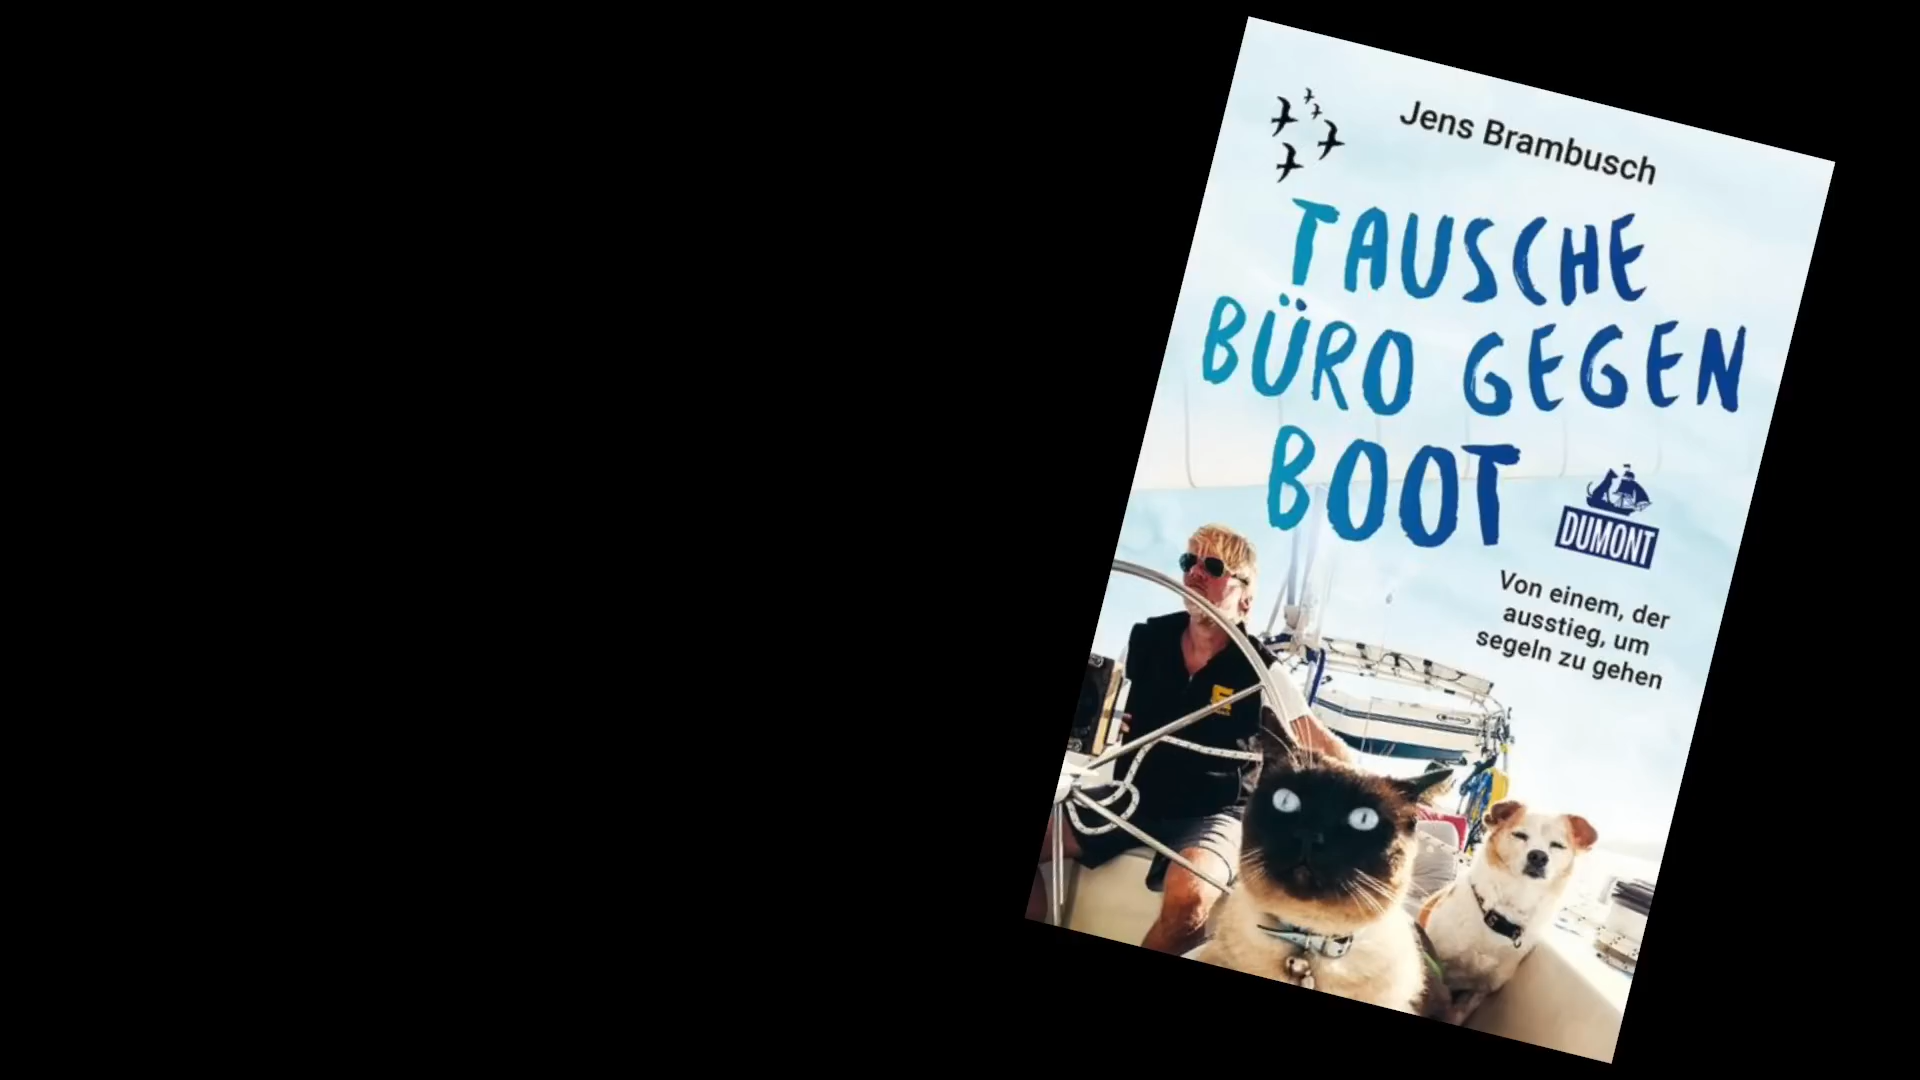 Jens Brambusch
TAUSCHE
BÜRO GEGEN
BOOT
DUMONT
Von einem, der
ausstieg, um
segeln zu gehen